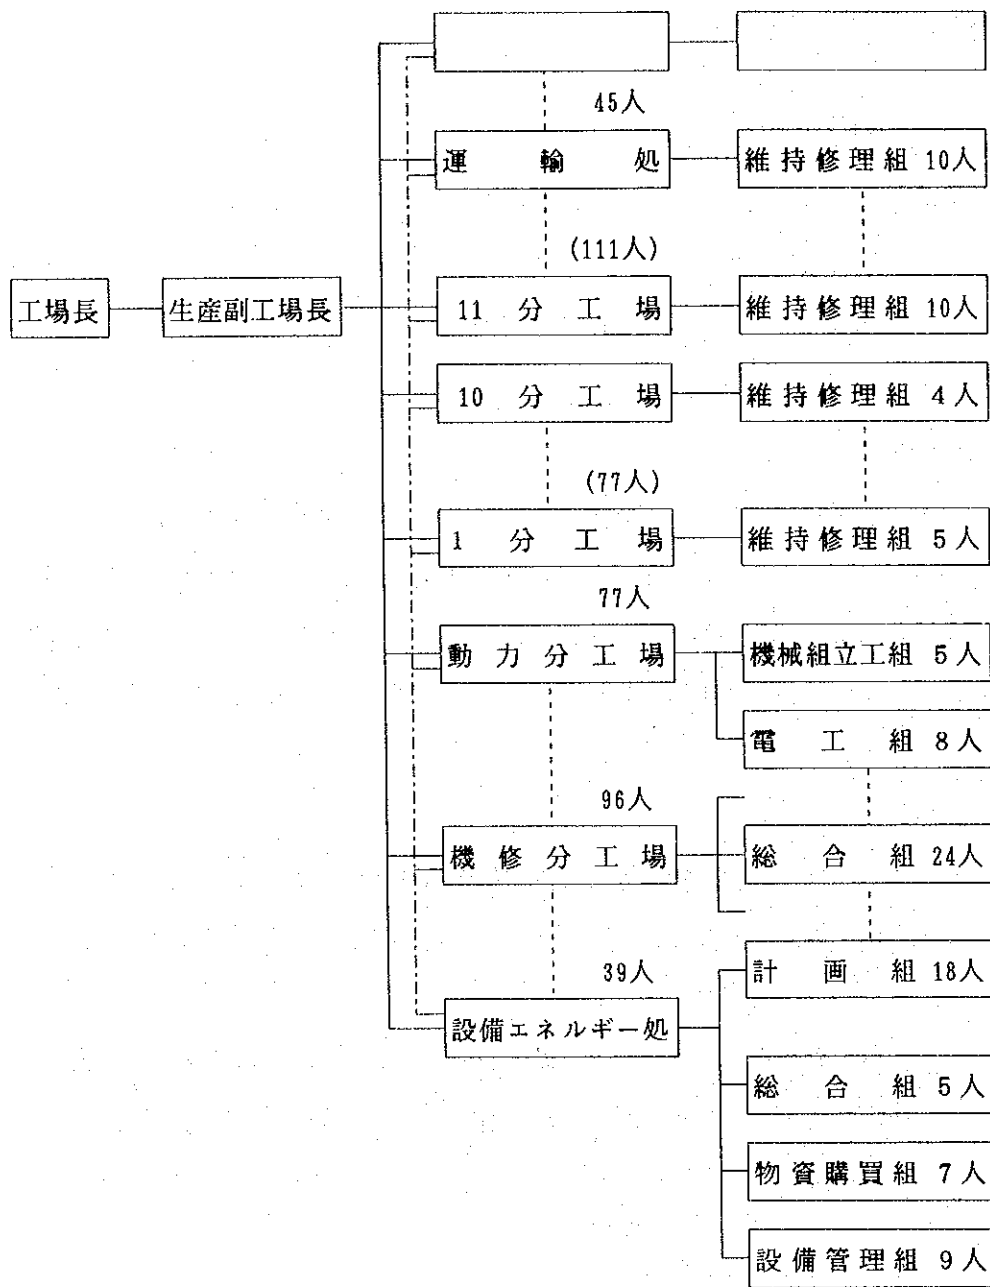 45人
運輸処 維持修理組 10人
(111人)
工場長 生産副工場長 11分工場 維持修理組 10人
10分工場 維持修理組 4人
(77人)
1分工場 維持修理組 5人
77人
動力分工場 機械組立工組 5人
電工組 8人
96人
機修分工場 総合組 24人
39人 計画組 18人
設備エネルギー処
総合組 5人
物資購買組 7人
設備管理組 9人